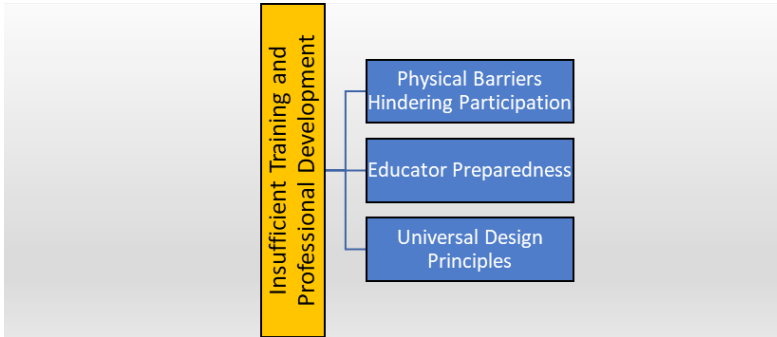 Insufficient Training and
Professional Development
Physical Barriers
Hindering Participation
Educator Preparedness
Universal Design
Principles